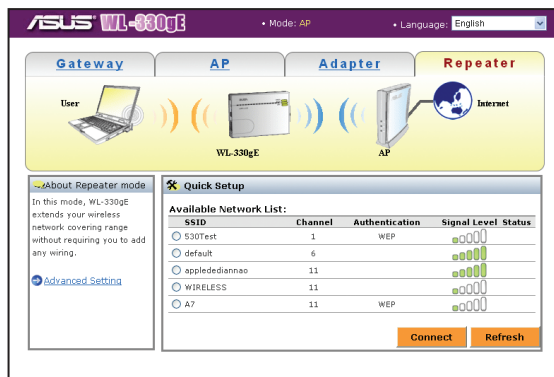 ASUS WL-330gE
• Mode: AP
• Language: English
Gateway
AP
Adapter
Repeater
User
WL-330gE
AP
Internet
About Repeater mode
In this mode, WL-330gE
extends your wireless
network covering range
without requiring you to add
any wiring.
Advanced Setting
Quick Setup
Available Network List:
SSID Channel Authentication Signal Level Status
530Test 1 WEP
default 6
applededianao 11
WIRELESS 11
A7 11 WEP
Connect Refresh